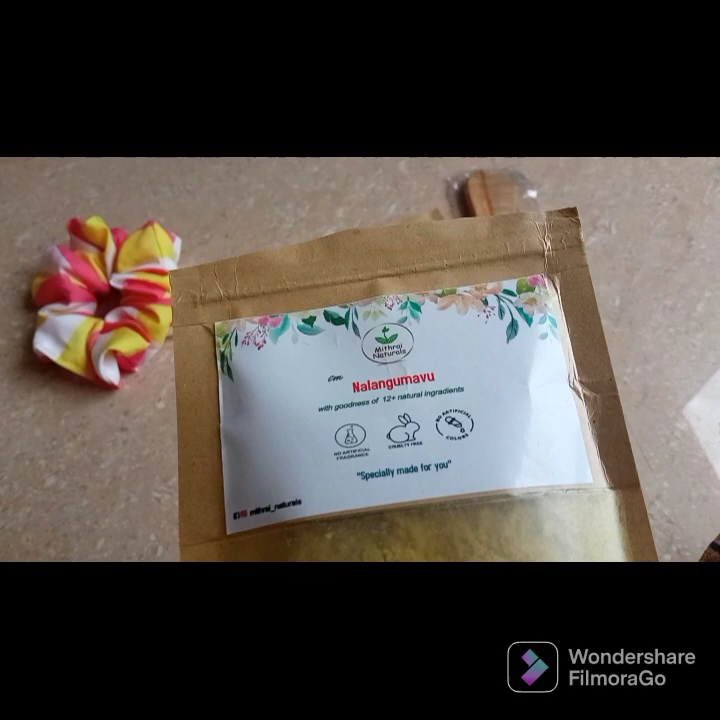 Mithrai
Naturals
i'm Nalangumavu
with goodness of 12+ natural ingredients
NO ARTIFICIAL
FRAGRANCE
CRUELTY FREE
NO ARTIFICIAL
COLORS
"Specially made for you"
mithrai_naturals
Wondershare
FilmoraGo